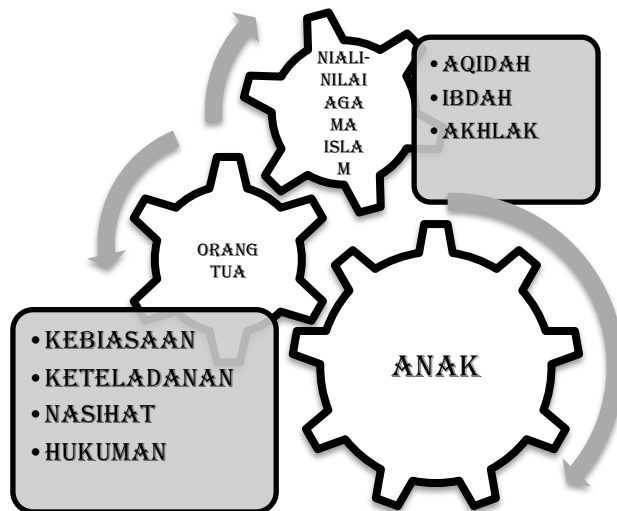 NIALI-
NILAI
AGA
MA
ISLA
M
• AQIDAH
• IBDAH
• AKHLAK
ORANG
TUA
• KEBIASAAN
• KETELADANAN
• NASIHAT
• HUKUMAN
ANAK